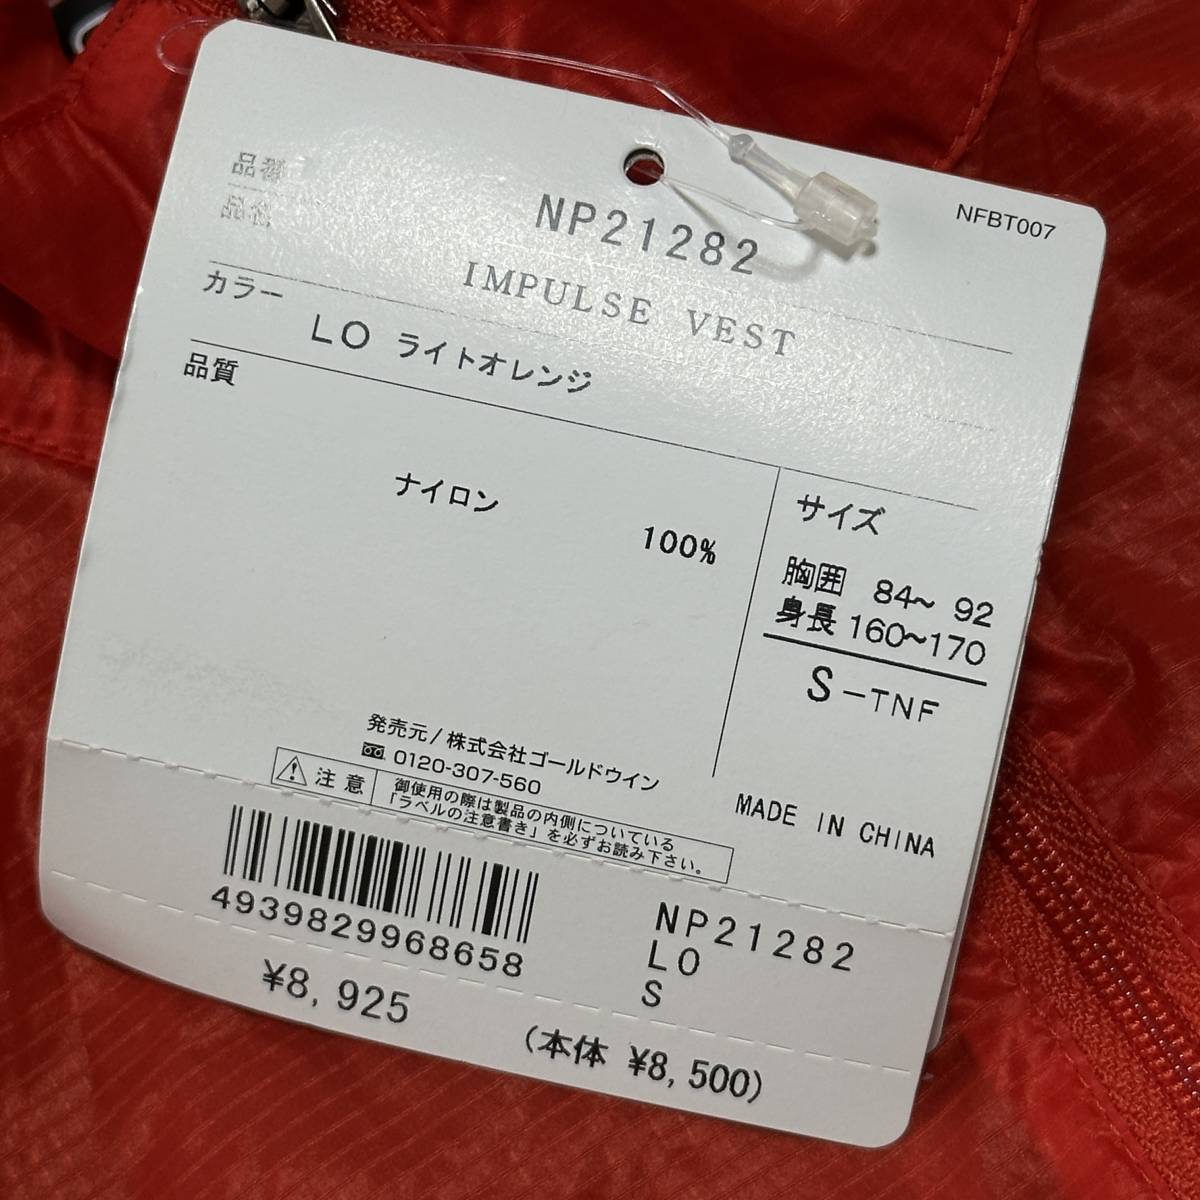 NFBT007
品番 NP21282
品名 IMPULSE VEST
カラー LO ライトオレンジ
品質
ナイロン 100%
サイズ
胸囲 84~ 92
身長 160~170
S-TNF
発売元/株式会社ゴールドウイン
0120-307-560
注意 御使用の際は製品の内側についている
「ラベルの注意書き」を必ずお読み下さい。
MADE IN CHINA
4939829968658
NP21282
LO
S
¥8,925
(本体 ¥8,500)